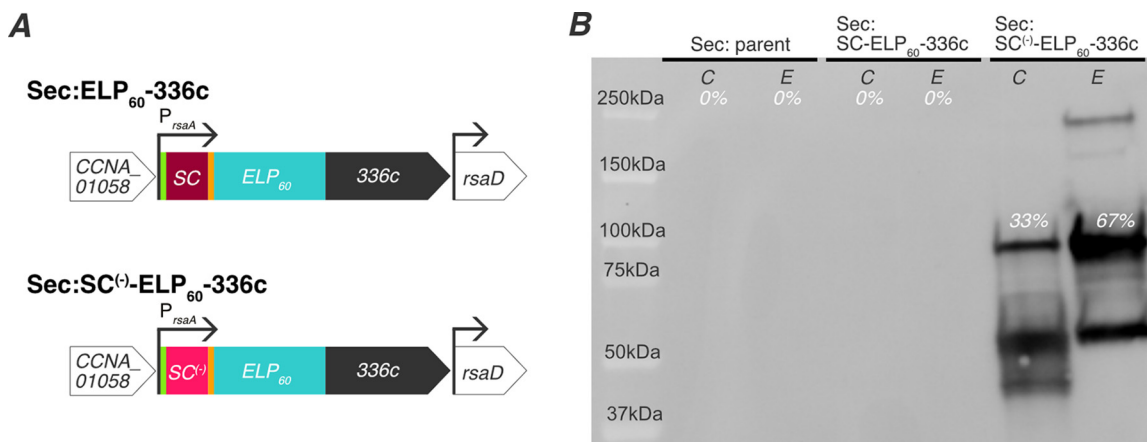 A
Sec:ELP60-336c
PrsaA
CCNA_
01058
SC
ELP60
336c
rsaD
Sec:SC(-)-ELP60-336c
PrsaA
CCNA_
01058
SC(-)
ELP60
336c
rsaD
B
Sec: parent
Sec:
SC-ELP60-336c
Sec:
SC(-)-ELP60-336c
C E C E C E
0% 0% 0% 0%
250kDa
150kDa
33% 67%
100kDa
75kDa
50kDa
37kDa